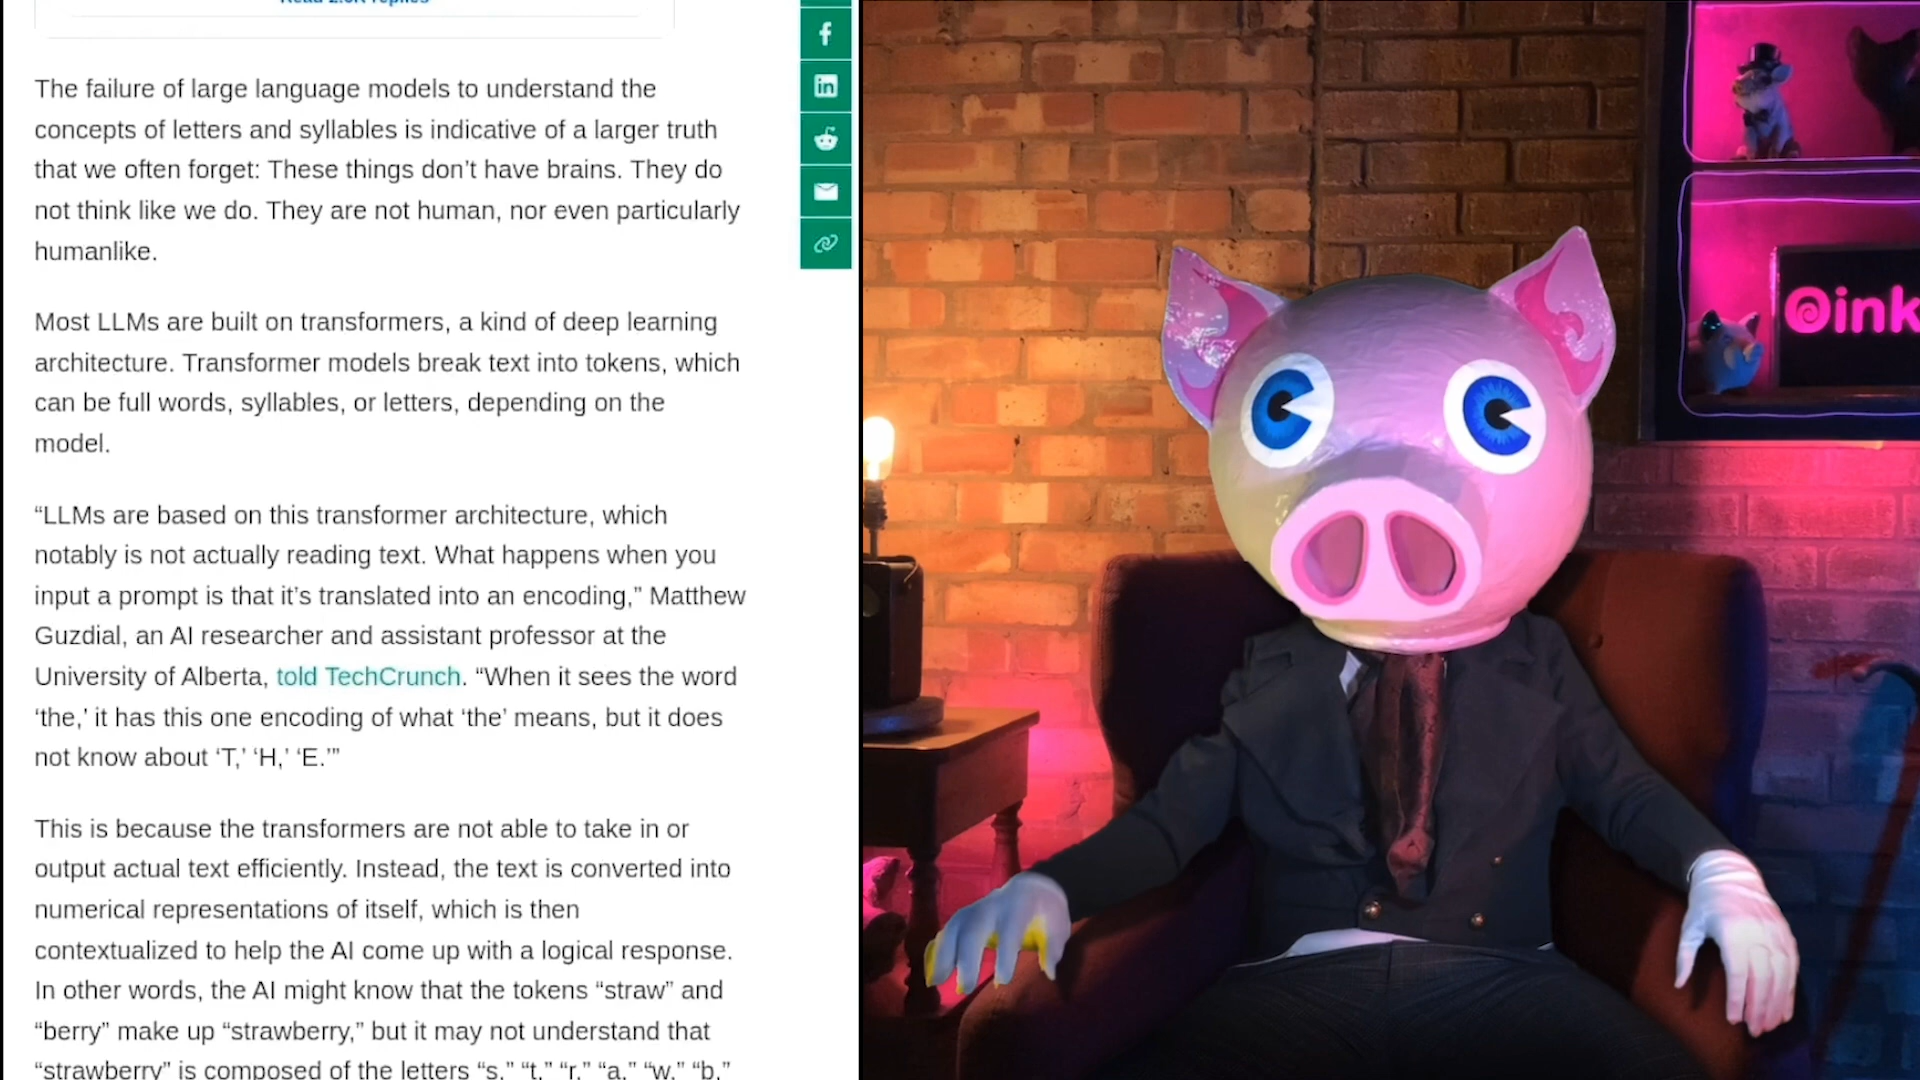 Read 2.6K replies
The failure of large language models to understand the
concepts of letters and syllables is indicative of a larger truth
that we often forget: These things don’t have brains. They do
not think like we do. They are not human, nor even particularly
humanlike.
Most LLMs are built on transformers, a kind of deep learning
architecture. Transformer models break text into tokens, which
can be full words, syllables, or letters, depending on the
model.
“LLMs are based on this transformer architecture, which
notably is not actually reading text. What happens when you
input a prompt is that it’s translated into an encoding,” Matthew
Guzdial, an AI researcher and assistant professor at the
University of Alberta, told TechCrunch. “When it sees the word
‘the,’ it has this one encoding of what ‘the’ means, but it does
not know about ‘T,’ ‘H,’ ‘E.’”
This is because the transformers are not able to take in or
output actual text efficiently. Instead, the text is converted into
numerical representations of itself, which is then
contextualized to help the AI come up with a logical response.
In other words, the AI might know that the tokens “straw” and
“berry” make up “strawberry,” but it may not understand that
“strawberry” is composed of the letters “s,” “t,” “r,” “a,” “w,” “b,”
Oink